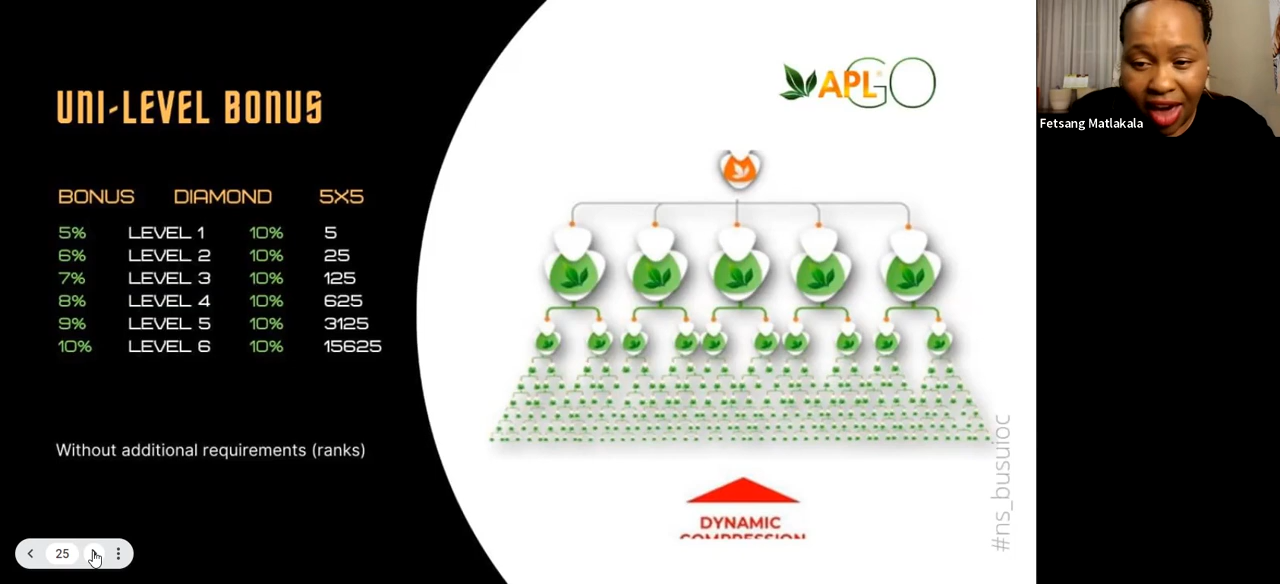 UNI-LEVEL BONUS
APLGO
BONUS DIAMOND 5X5
5% LEVEL 1 10% 5
6% LEVEL 2 10% 25
7% LEVEL 3 10% 125
8% LEVEL 4 10% 625
9% LEVEL 5 10% 3125
10% LEVEL 6 10% 15625
Without additional requirements (ranks)
DYNAMIC
COMPRESSION
#ns_busuioc
25
Fetsang Matlakala